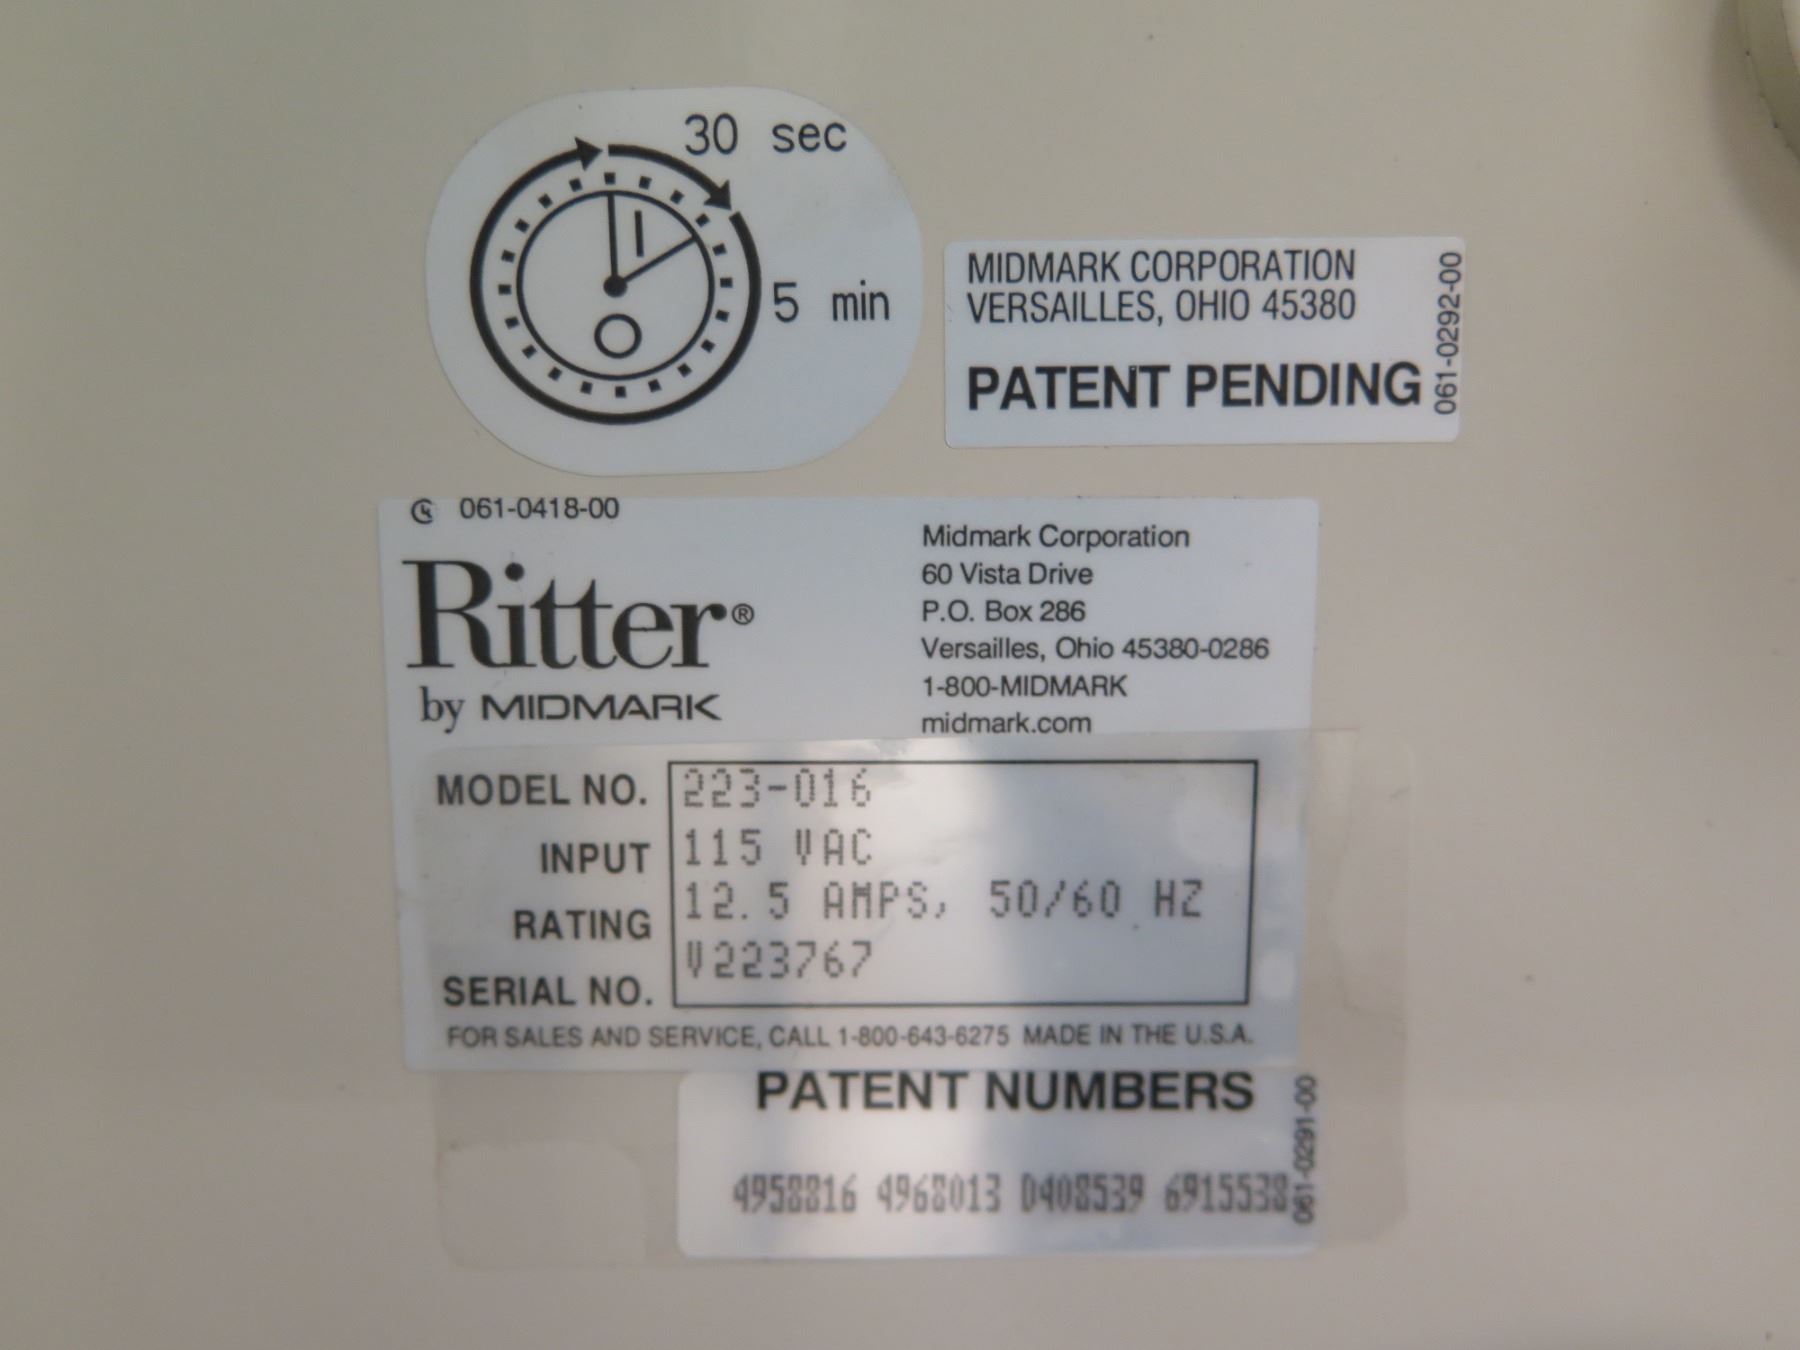 30 sec
5 min
MIDMARK CORPORATION
VERSAILLES, OHIO 45380
PATENT PENDING
061-0292-00
061-0418-00
Ritter®
by MIDMARK
Midmark Corporation
60 Vista Drive
P.O. Box 286
Versailles, Ohio 45380-0286
1-800-MIDMARK
midmark.com
MODEL NO. 223-016
INPUT 115 VAC
RATING 12.5 AMPS, 50/60 HZ
SERIAL NO. V223767
FOR SALES AND SERVICE, CALL 1-800-643-6275 MADE IN THE U.S.A.
PATENT NUMBERS
4958816 4968013 D408539 6915538
061-0291-00